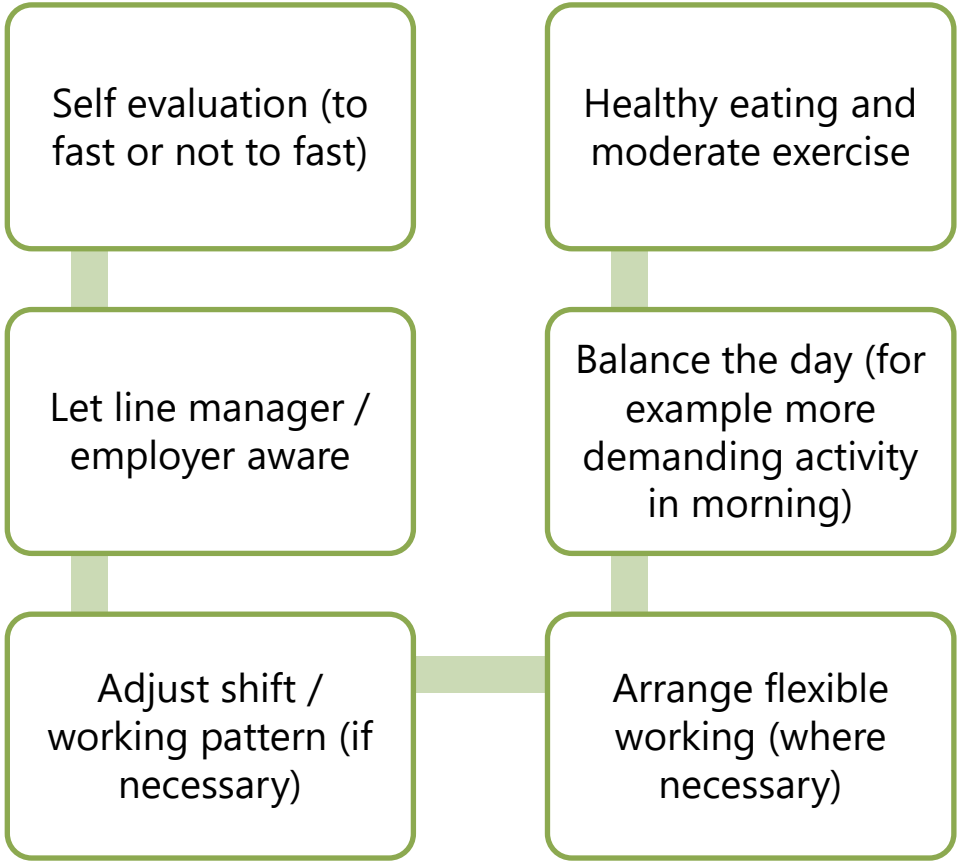 Self evaluation (to
fast or not to fast)
Let line manager /
employer aware
Adjust shift /
working pattern (if
necessary)
Arrange flexible
working (where
necessary)
Balance the day (for
example more
demanding activity
in morning)
Healthy eating and
moderate exercise